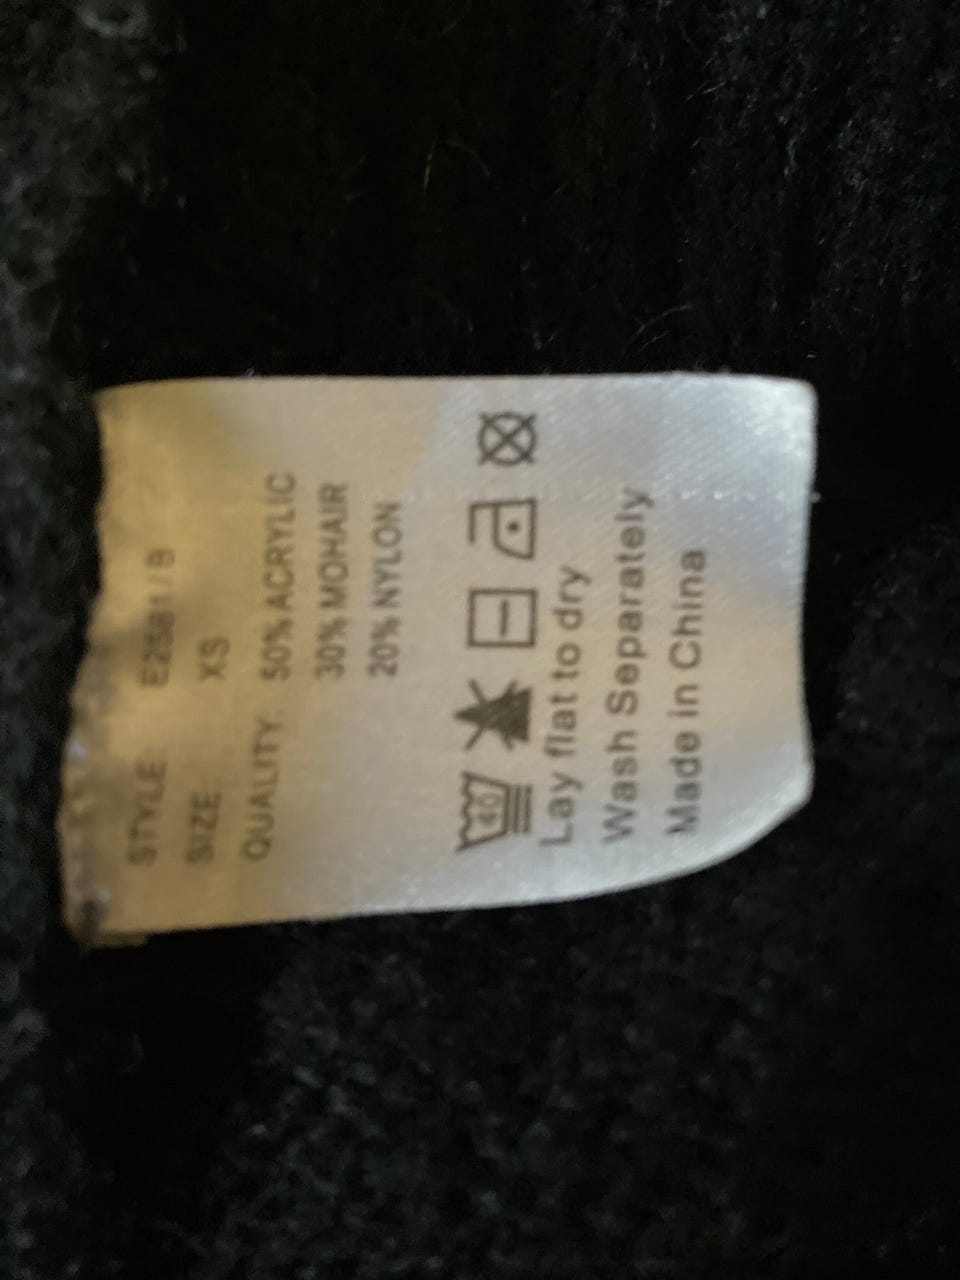 STYLE: E2581/B
SIZE: XS
QUALITY: 50% ACRYLIC
30% MOHAIR
20% NYLON
40
Lay flat to dry
Wash Separately
Made in China